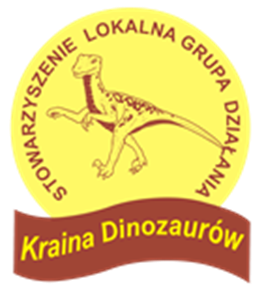 STOWARZYSZENIE LOKALNA GRUPA DZIAŁANIA
Kraina Dinozaurów